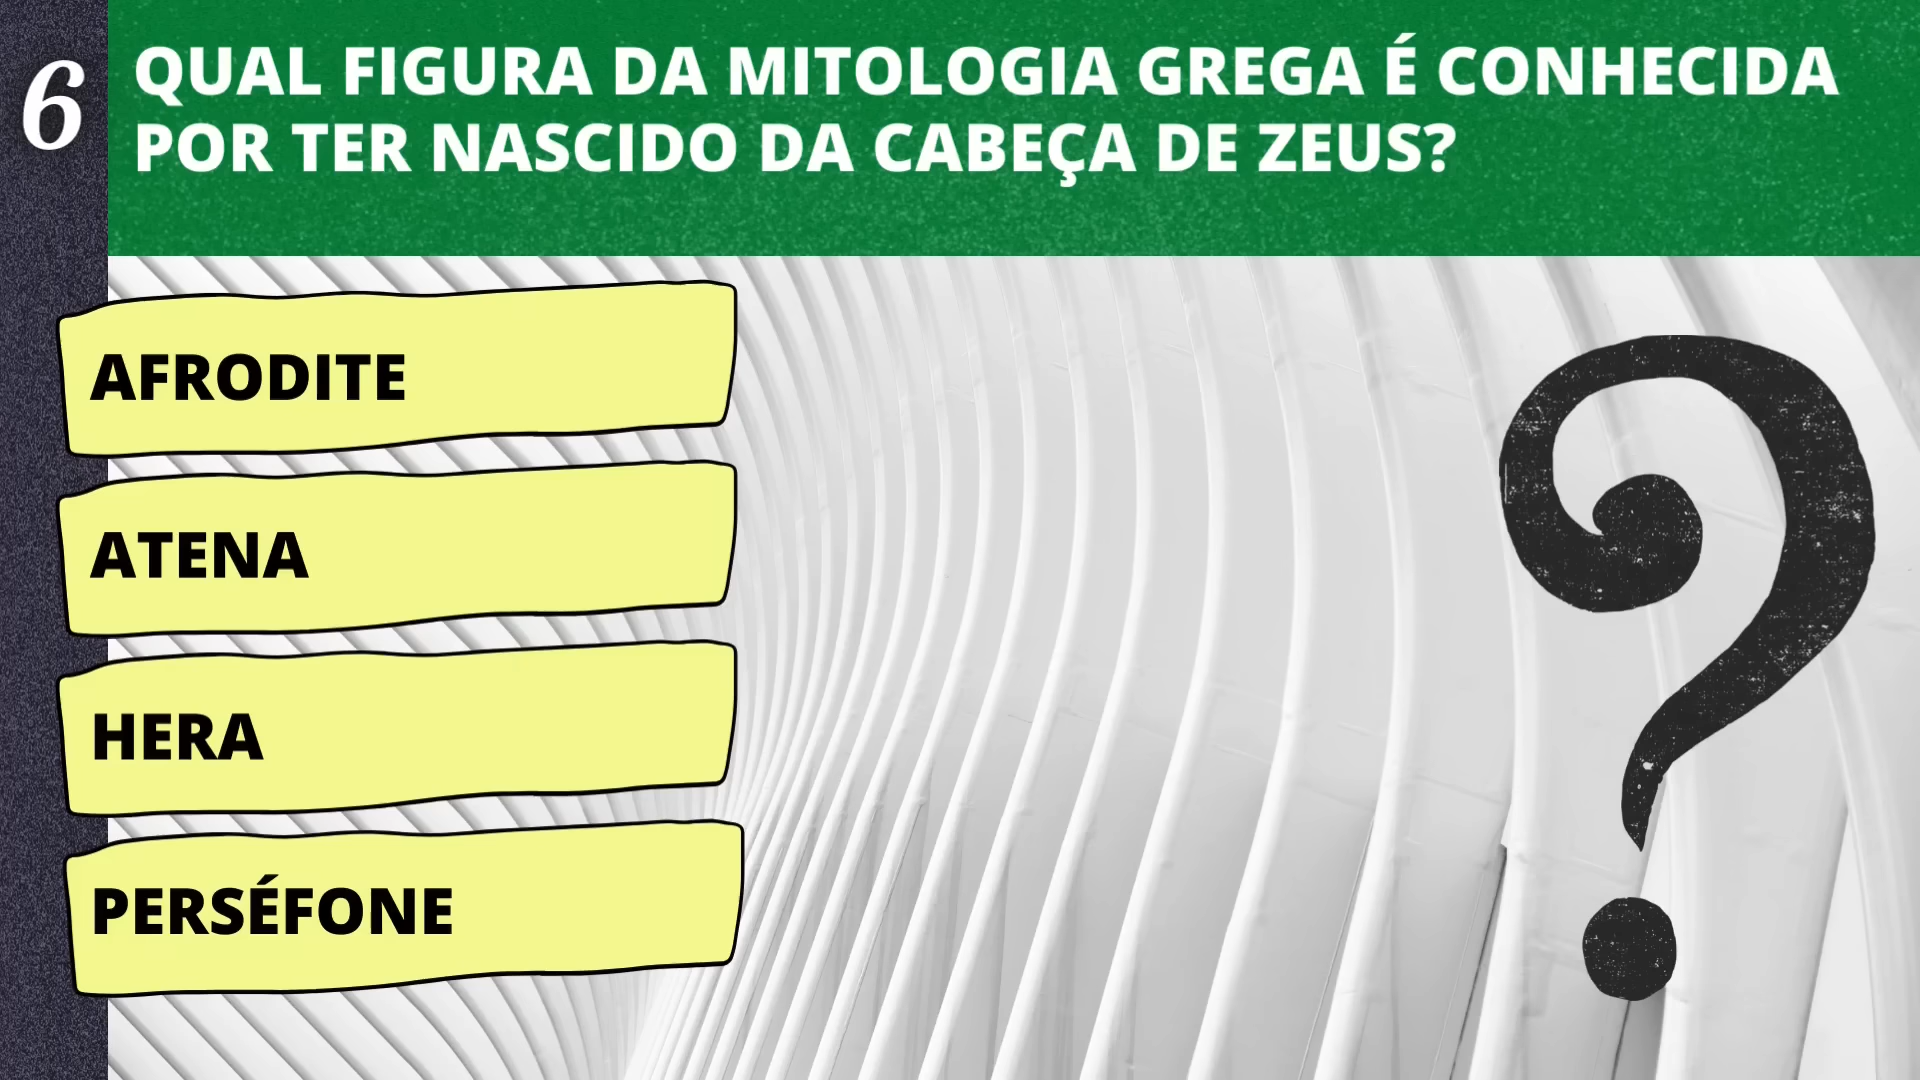 6
QUAL FIGURA DA MITOLOGIA GREGA É CONHECIDA
POR TER NASCIDO DA CABEÇA DE ZEUS?
AFRODITE
ATENA
HERA
PERSÉFONE
?